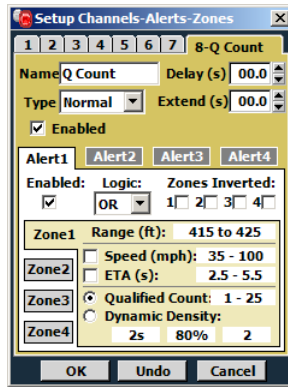 Setup Channels-Alerts-Zones
1 2 3 4 5 6 7 8-Q Count
Name Q Count Delay (s) 00.0
Type Normal Extend (s) 00.0
Enabled
Alert1 Alert2 Alert3 Alert4
Enabled: Logic: Zones Inverted:
OR 1 2 3 4
Zone1 Range (ft): 415 to 425
Speed (mph): 35 - 100
Zone2 ETA (s): 2.5 - 5.5
Zone3 Qualified Count: 1 - 25
Dynamic Density:
Zone4 2s 80% 2
OK Undo Cancel